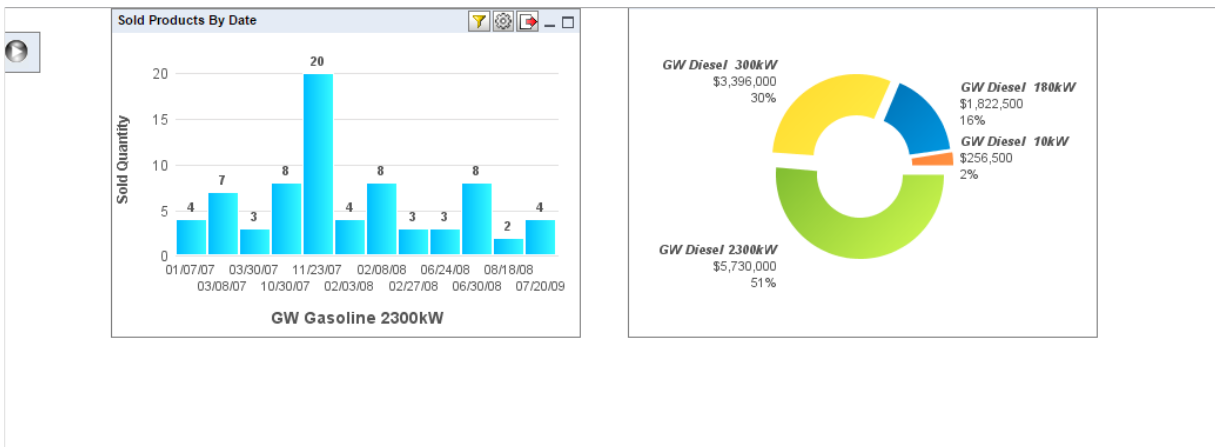 Sold Products By Date
20
20
15
10
5
0
Sold Quantity
4
7
3
8
4
8
3
3
8
2
4
01/07/07 03/30/07 11/23/07 02/08/08 06/24/08 08/18/08
03/08/07 10/30/07 02/03/08 02/27/08 06/30/08 07/20/09
GW Gasoline 2300kW
GW Diesel 300kW
$3,396,000
30%
GW Diesel 180kW
$1,822,500
16%
GW Diesel 10kW
$256,500
2%
GW Diesel 2300kW
$5,730,000
51%